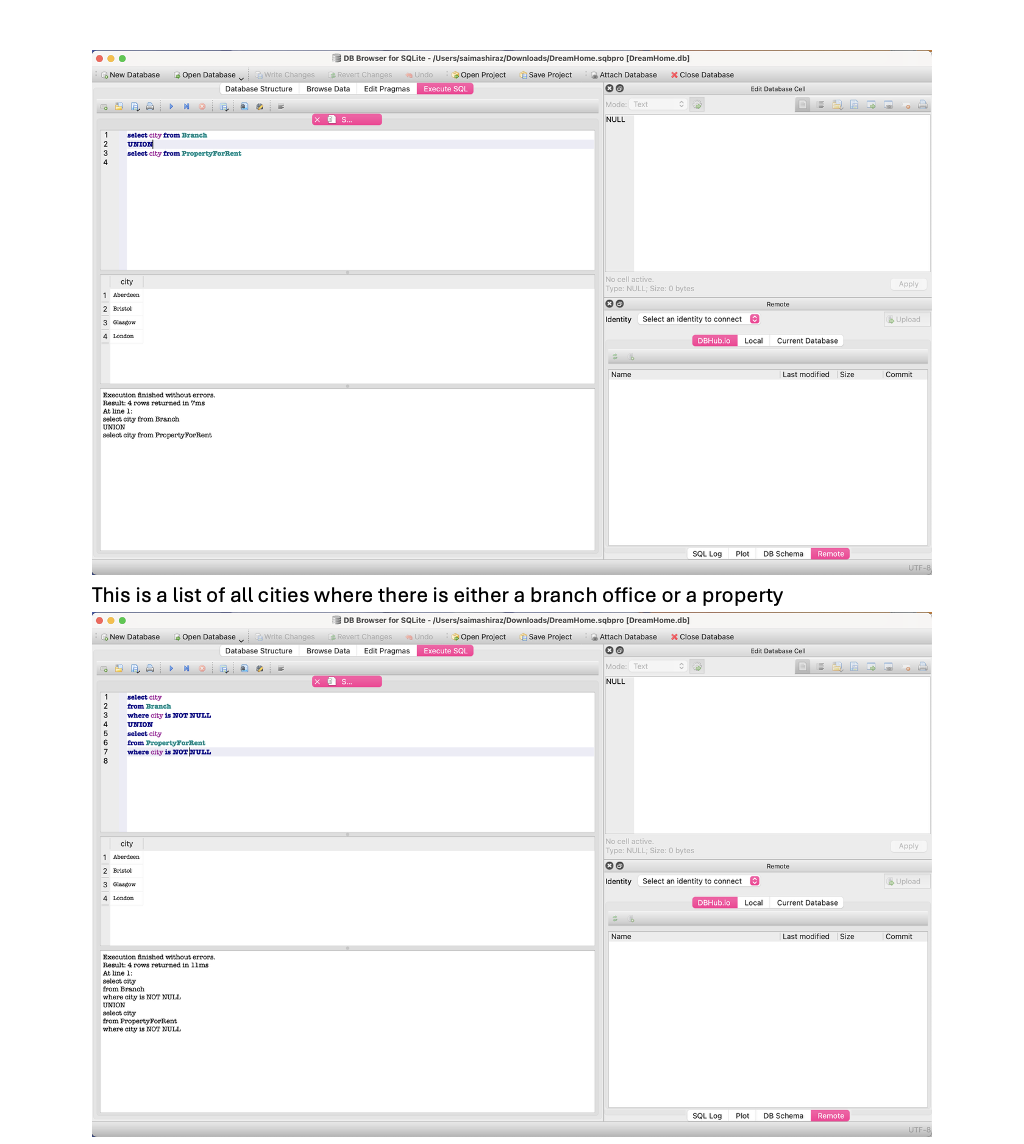 DB Browser for SQLite - /Users/saimashiraz/Downloads/DreamHome.sqbpro [DreamHome.db]
New Database Open Database Write Changes Revert Changes Undo Open Project Save Project Attach Database Close Database
Database Structure Browse Data Edit Pragmas Execute SQL
S...
1 select city from Branch
2 UNION
3 select city from PropertyForRent
4
city
1 Aberdeen
2 Bristol
3 Glasgow
4 London
Execution finished without errors.
Result: 4 rows returned in 7ms
At line 1:
select city from Branch
UNION
select city from PropertyForRent
Edit Database Cell
Mode: Text
NULL
No cell active.
Type: NULL; Size: 0 bytes
Apply
Remote
Identity Select an identity to connect Upload
DBHub.io Local Current Database
Name Last modified Size Commit
SQL Log Plot DB Schema Remote
UTF-8
This is a list of all cities where there is either a branch office or a property
DB Browser for SQLite - /Users/saimashiraz/Downloads/DreamHome.sqbpro [DreamHome.db]
New Database Open Database Write Changes Revert Changes Undo Open Project Save Project Attach Database Close Database
Database Structure Browse Data Edit Pragmas Execute SQL
S...
1 select city
2 from Branch
3 where city is NOT NULL
4 UNION
5 select city
6 from PropertyForRent
7 where city is NOT NULL
8
city
1 Aberdeen
2 Bristol
3 Glasgow
4 London
Execution finished without errors.
Result: 4 rows returned in 11ms
At line 1:
select city
from Branch
where city is NOT NULL
UNION
select city
from PropertyForRent
where city is NOT NULL
Edit Database Cell
Mode: Text
NULL
No cell active.
Type: NULL; Size: 0 bytes
Apply
Remote
Identity Select an identity to connect Upload
DBHub.io Local Current Database
Name Last modified Size Commit
SQL Log Plot DB Schema Remote
UTF-8